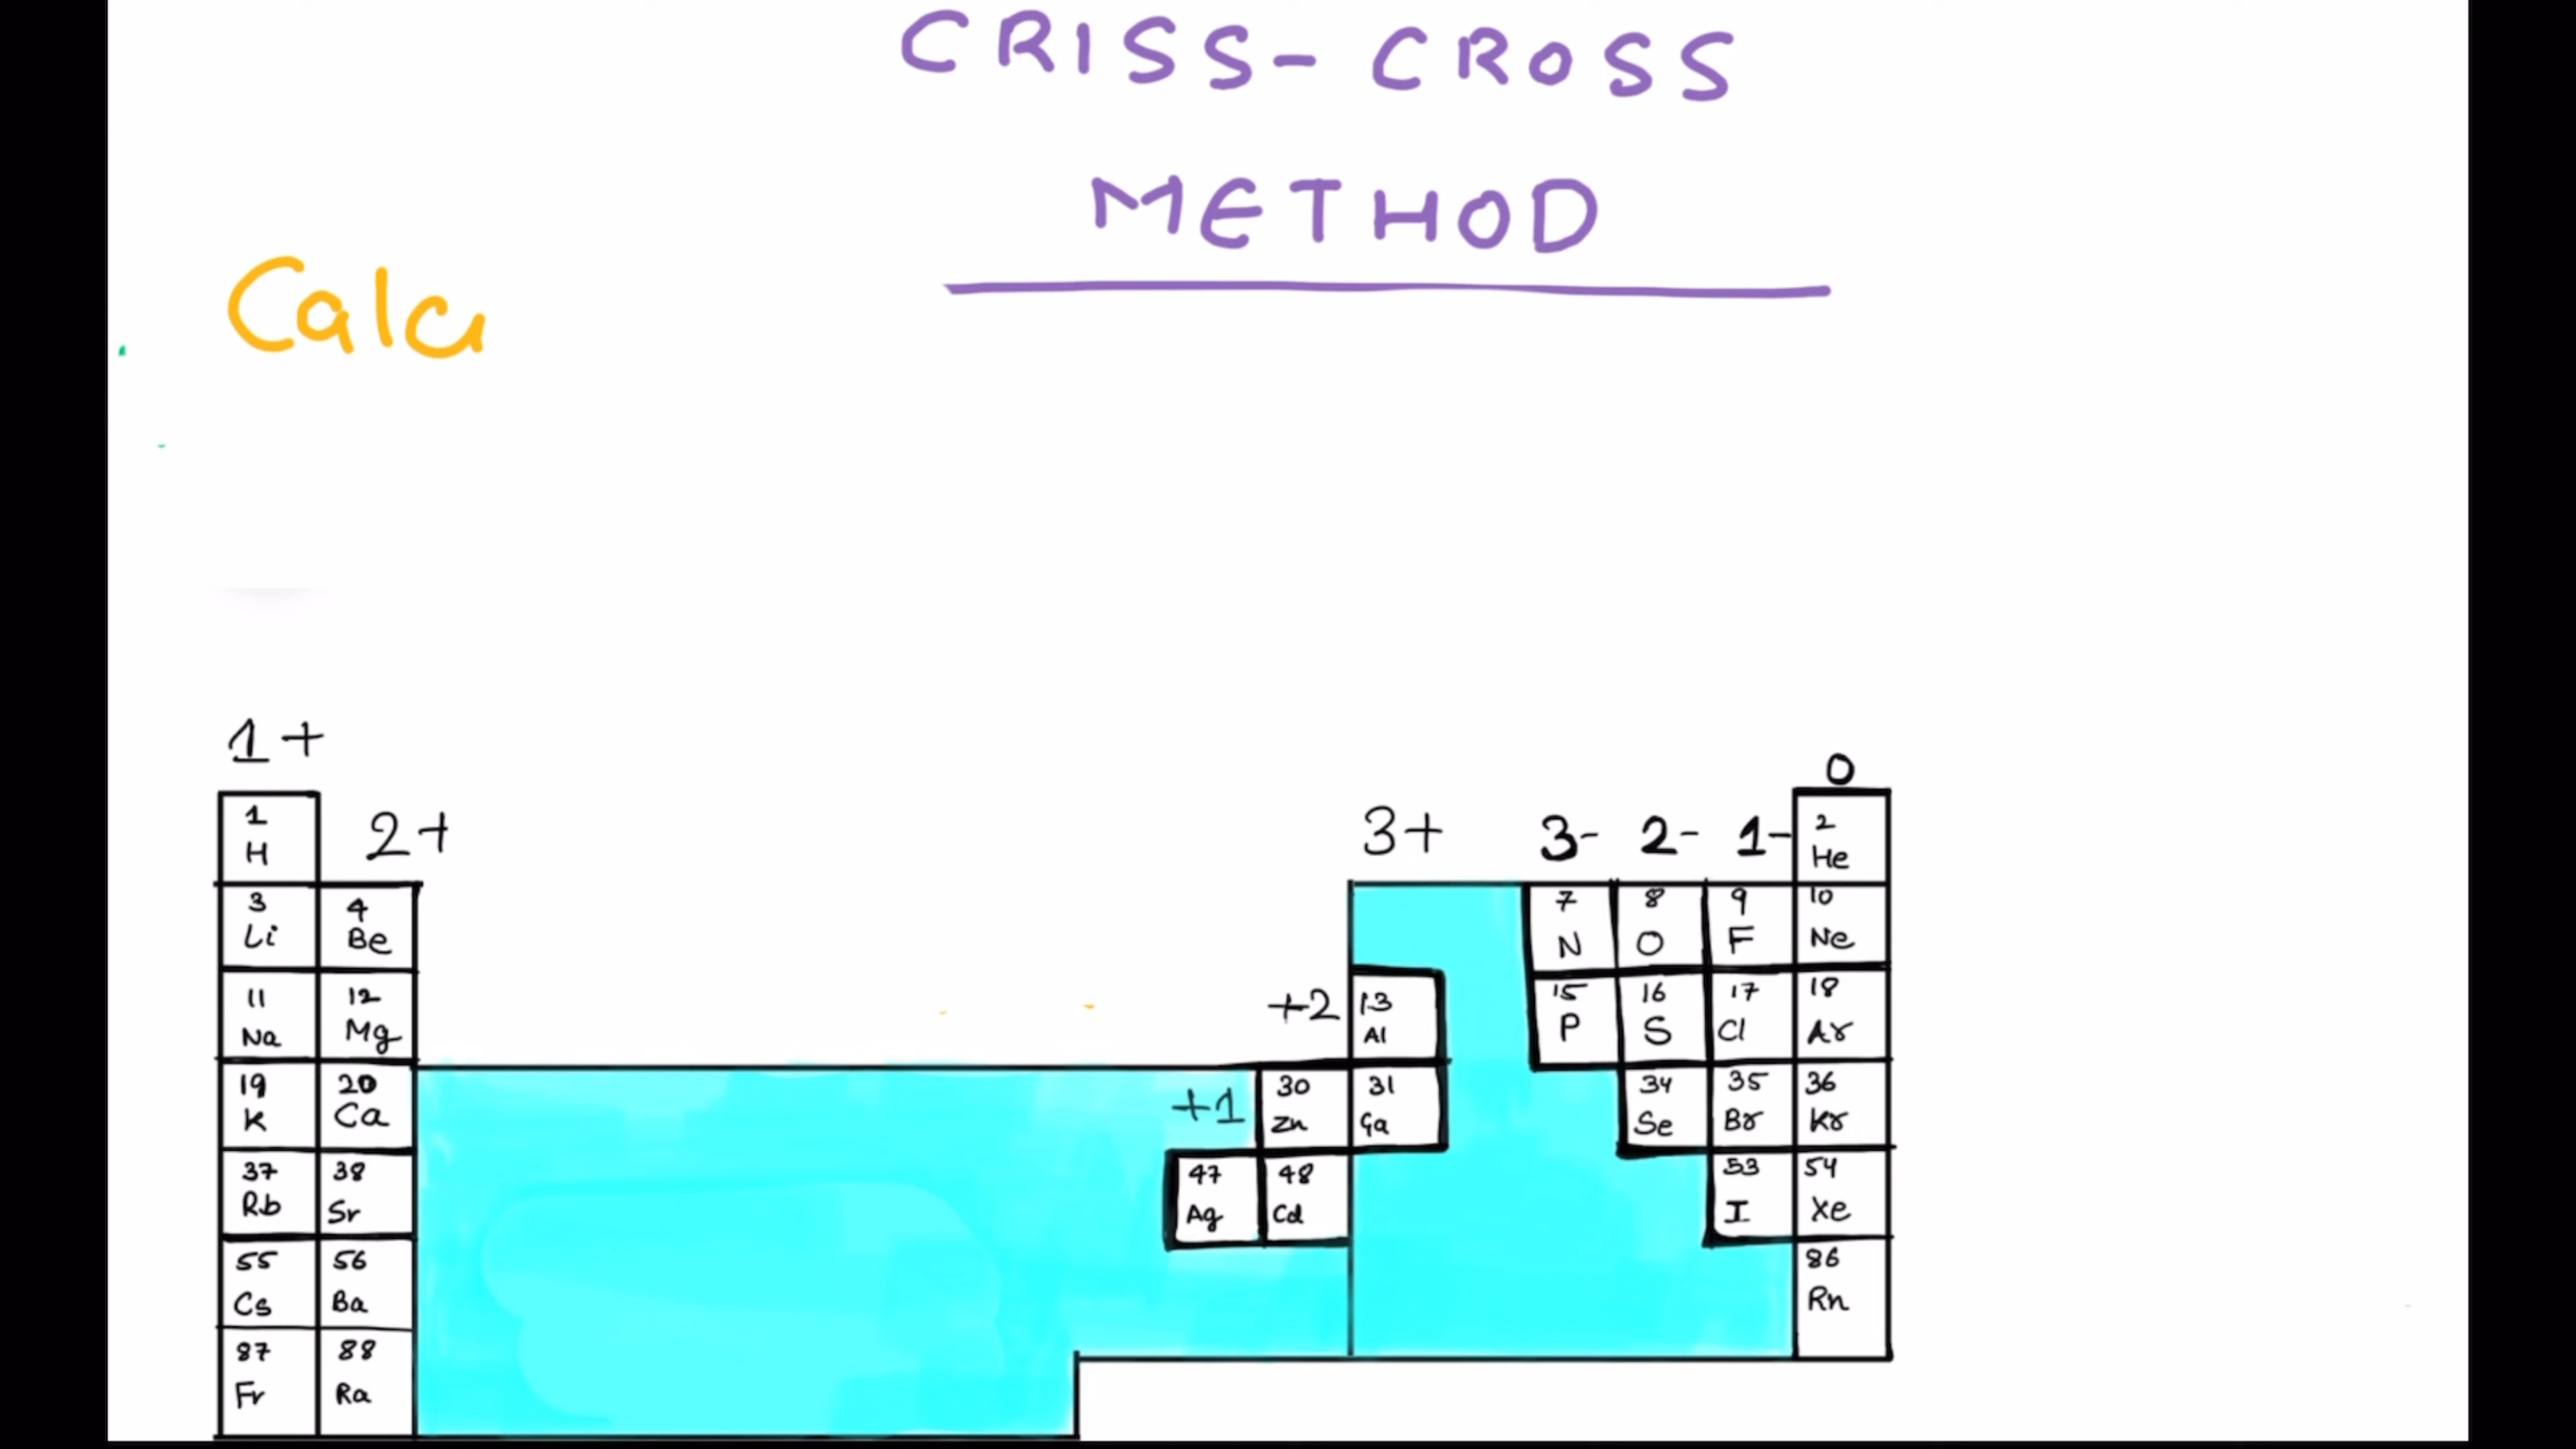 CRISS-CROSS
METHOD
Calcu
1+
0
2+ 3+ 3- 2- 1-
1 2
H He
3 4 7 8 9 10
Li Be N O F Ne
11 12 +2 13 15 16 17 18
Na Mg Al P S Cl Ar
19 20 +1 30 31 34 35 36
K Ca Zn Ga Se Br Kr
37 38 47 48 53 54
Rb Sr Ag Cd I Xe
55 56 86
Cs Ba Rn
87 88
Fr Ra